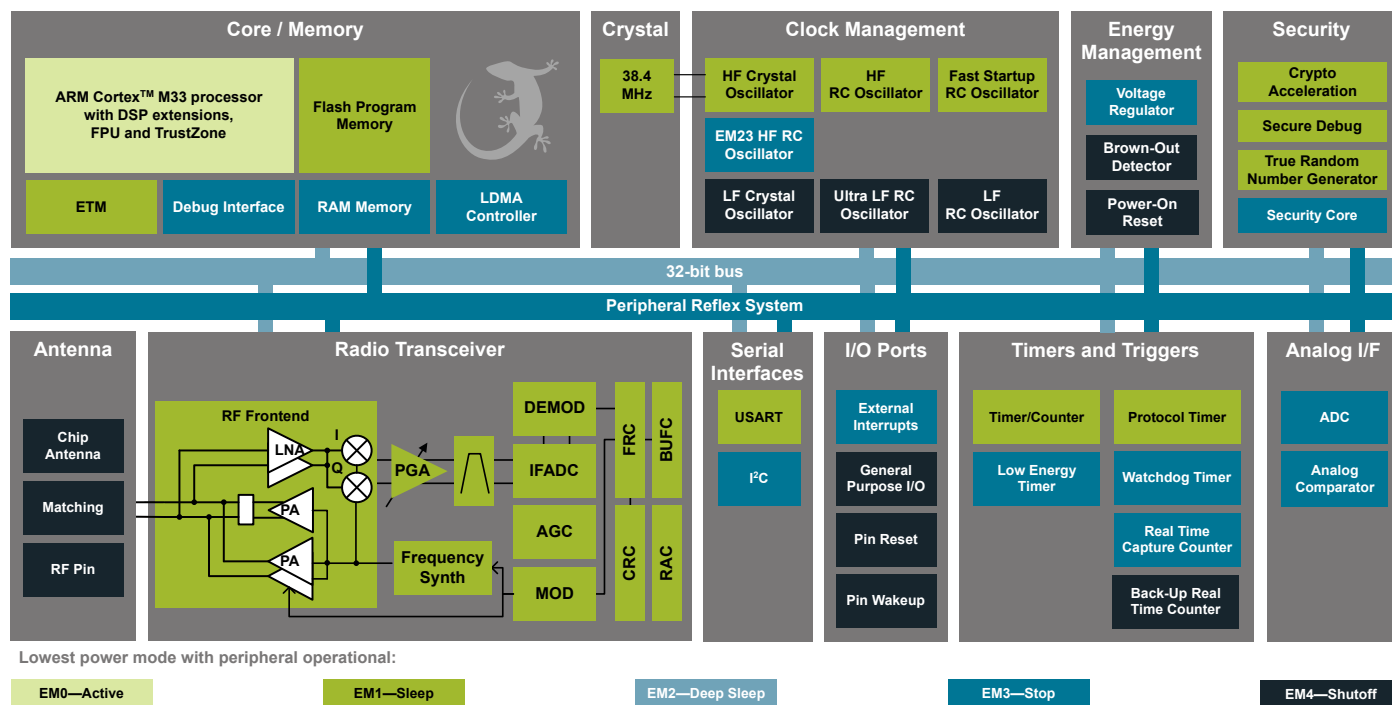 Core / Memory
ARM Cortex™ M33 processor
with DSP extensions,
FPU and TrustZone
Flash Program
Memory
ETM
Debug Interface
RAM Memory
LDMA
Controller
Crystal
38.4
MHz
Clock Management
HF Crystal
Oscillator
HF
RC Oscillator
Fast Startup
RC Oscillator
EM23 HF RC
Oscillator
LF Crystal
Oscillator
Ultra LF RC
Oscillator
LF
RC Oscillator
Energy
Management
Voltage
Regulator
Brown-Out
Detector
Power-On
Reset
Security
Crypto
Acceleration
Secure Debug
True Random
Number Generator
Security Core
32-bit bus
Peripheral Reflex System
Antenna
Chip
Antenna
Matching
RF Pin
Radio Transceiver
RF Frontend
LNA
I
Q
PA
PA
PGA
Frequency
Synth
DEMOD
IFADC
AGC
MOD
FRC
BUFC
CRC
RAC
Serial
Interfaces
USART
I²C
I/O Ports
External
Interrupts
General
Purpose I/O
Pin Reset
Pin Wakeup
Timers and Triggers
Timer/Counter
Protocol Timer
Low Energy
Timer
Watchdog Timer
Real Time
Capture Counter
Back-Up Real
Time Counter
Analog I/F
ADC
Analog
Comparator
Lowest power mode with peripheral operational:
EM0—Active
EM1—Sleep
EM2—Deep Sleep
EM3—Stop
EM4—Shutoff